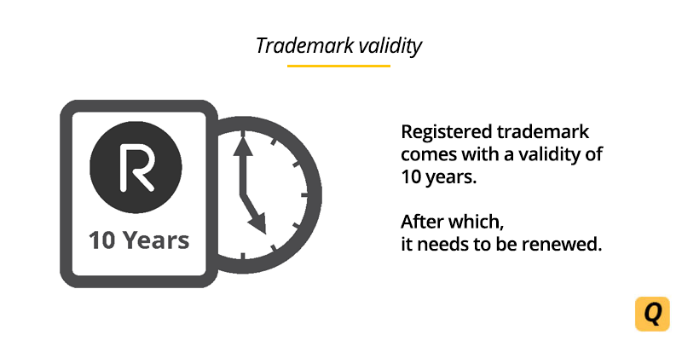 Trademark validity
R
10 Years
Registered trademark
comes with a validity of
10 years.
After which,
it needs to be renewed.
Q